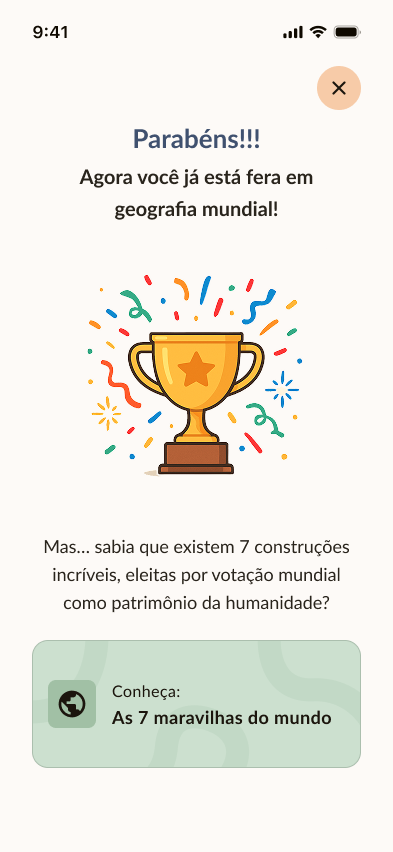 9:41
Parabéns!!!
Agora você já está fera em
geografia mundial!
Mas... sabia que existem 7 construções
incríveis, eleitas por votação mundial
como patrimônio da humanidade?
Conheça:
As 7 maravilhas do mundo